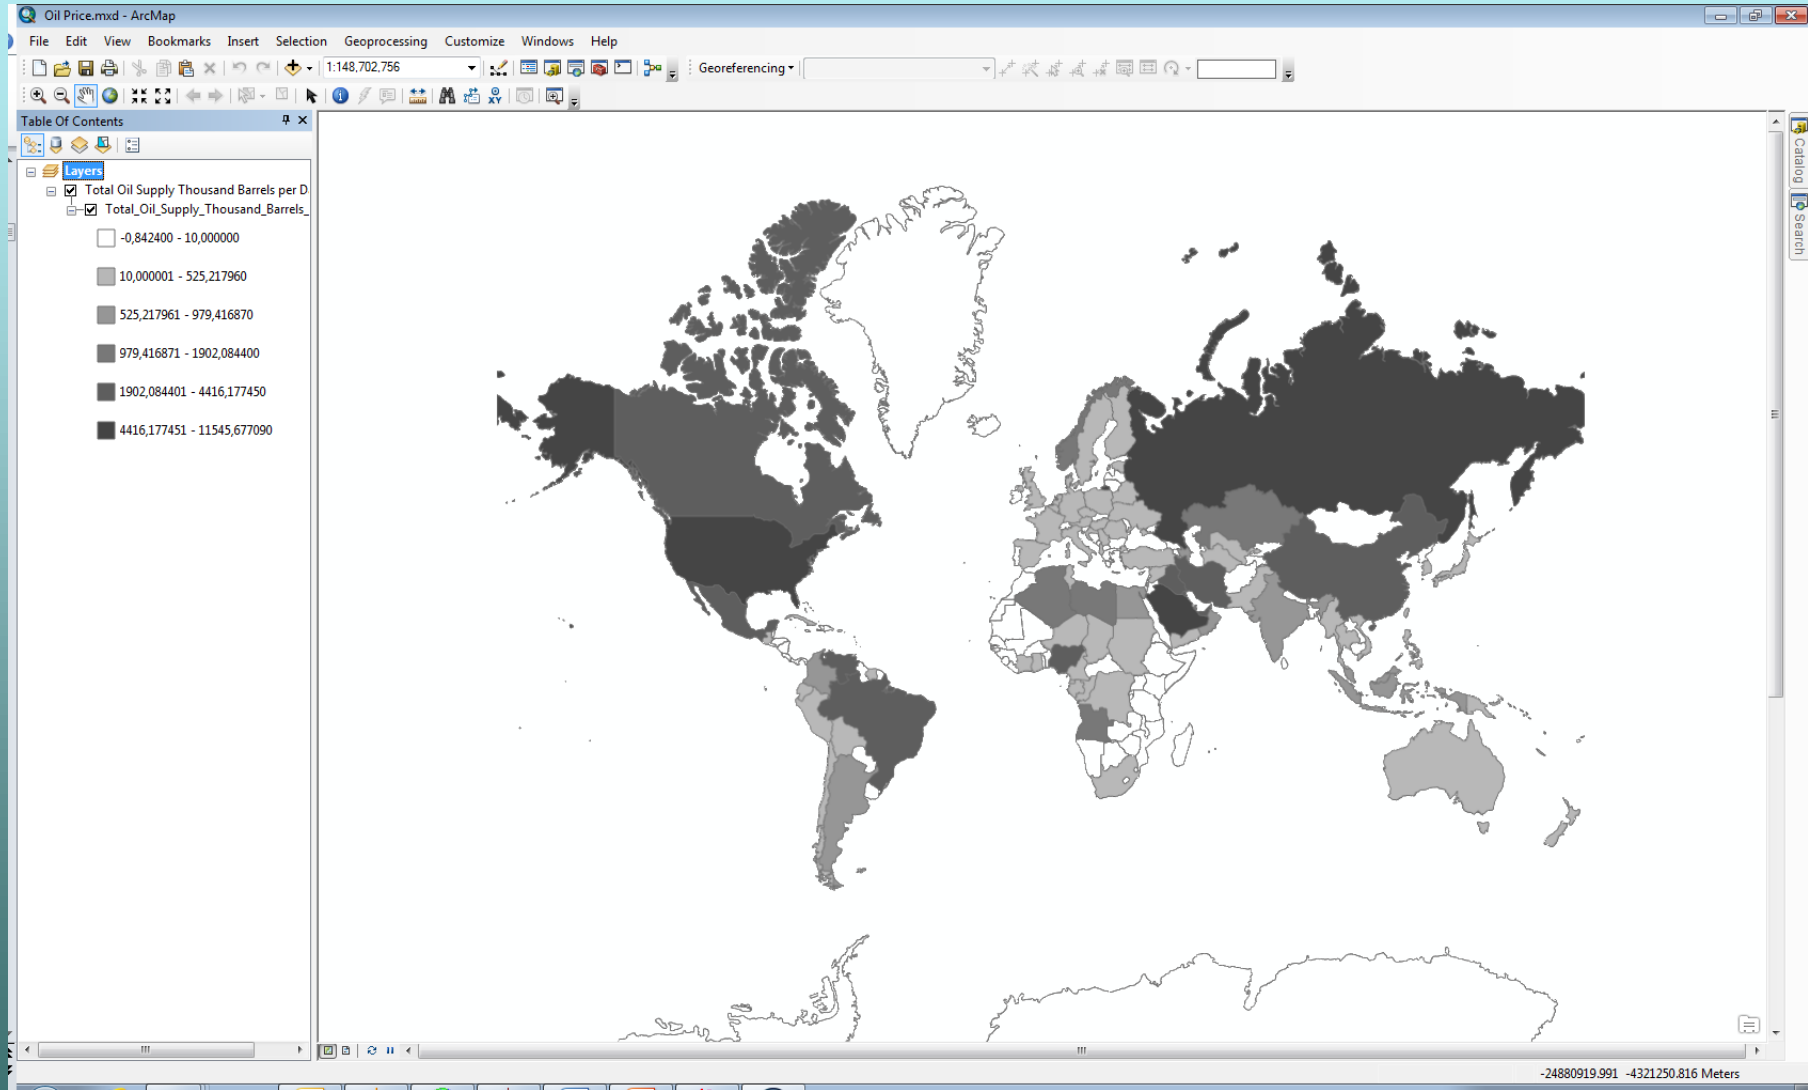 Oil Price.mxd - ArcMap
File Edit View Bookmarks Insert Selection Geoprocessing Customize Windows Help
1:148,702,756 Georeferencing
XY
Table Of Contents
Layers
Total Oil Supply Thousand Barrels per D
Total_Oil_Supply_Thousand_Barrels_
-0,842400 - 10,000000
10,000001 - 525,217960
525,217961 - 979,416870
979,416871 - 1902,084400
1902,084401 - 4416,177450
4416,177451 - 11545,677090
Catalog
Search
-24880919.991 -4321250.816 Meters